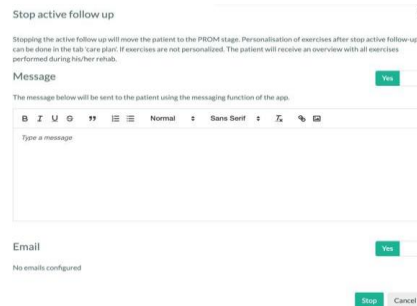 Stop active follow up
Stopping the active follow up will move the patient to the PROM stage. Personalisation of exercises after stop active follow-up
can be done in the tab 'care plan'. If exercises are not personalized. The patient will receive an overview with all exercises
performed during his/her rehab.
Message
Yes
The message below will be sent to the patient using the messaging function of the app.
B I U S Normal Sans Serif
Type a message
Email
Yes
No emails configured
Stop Cancel